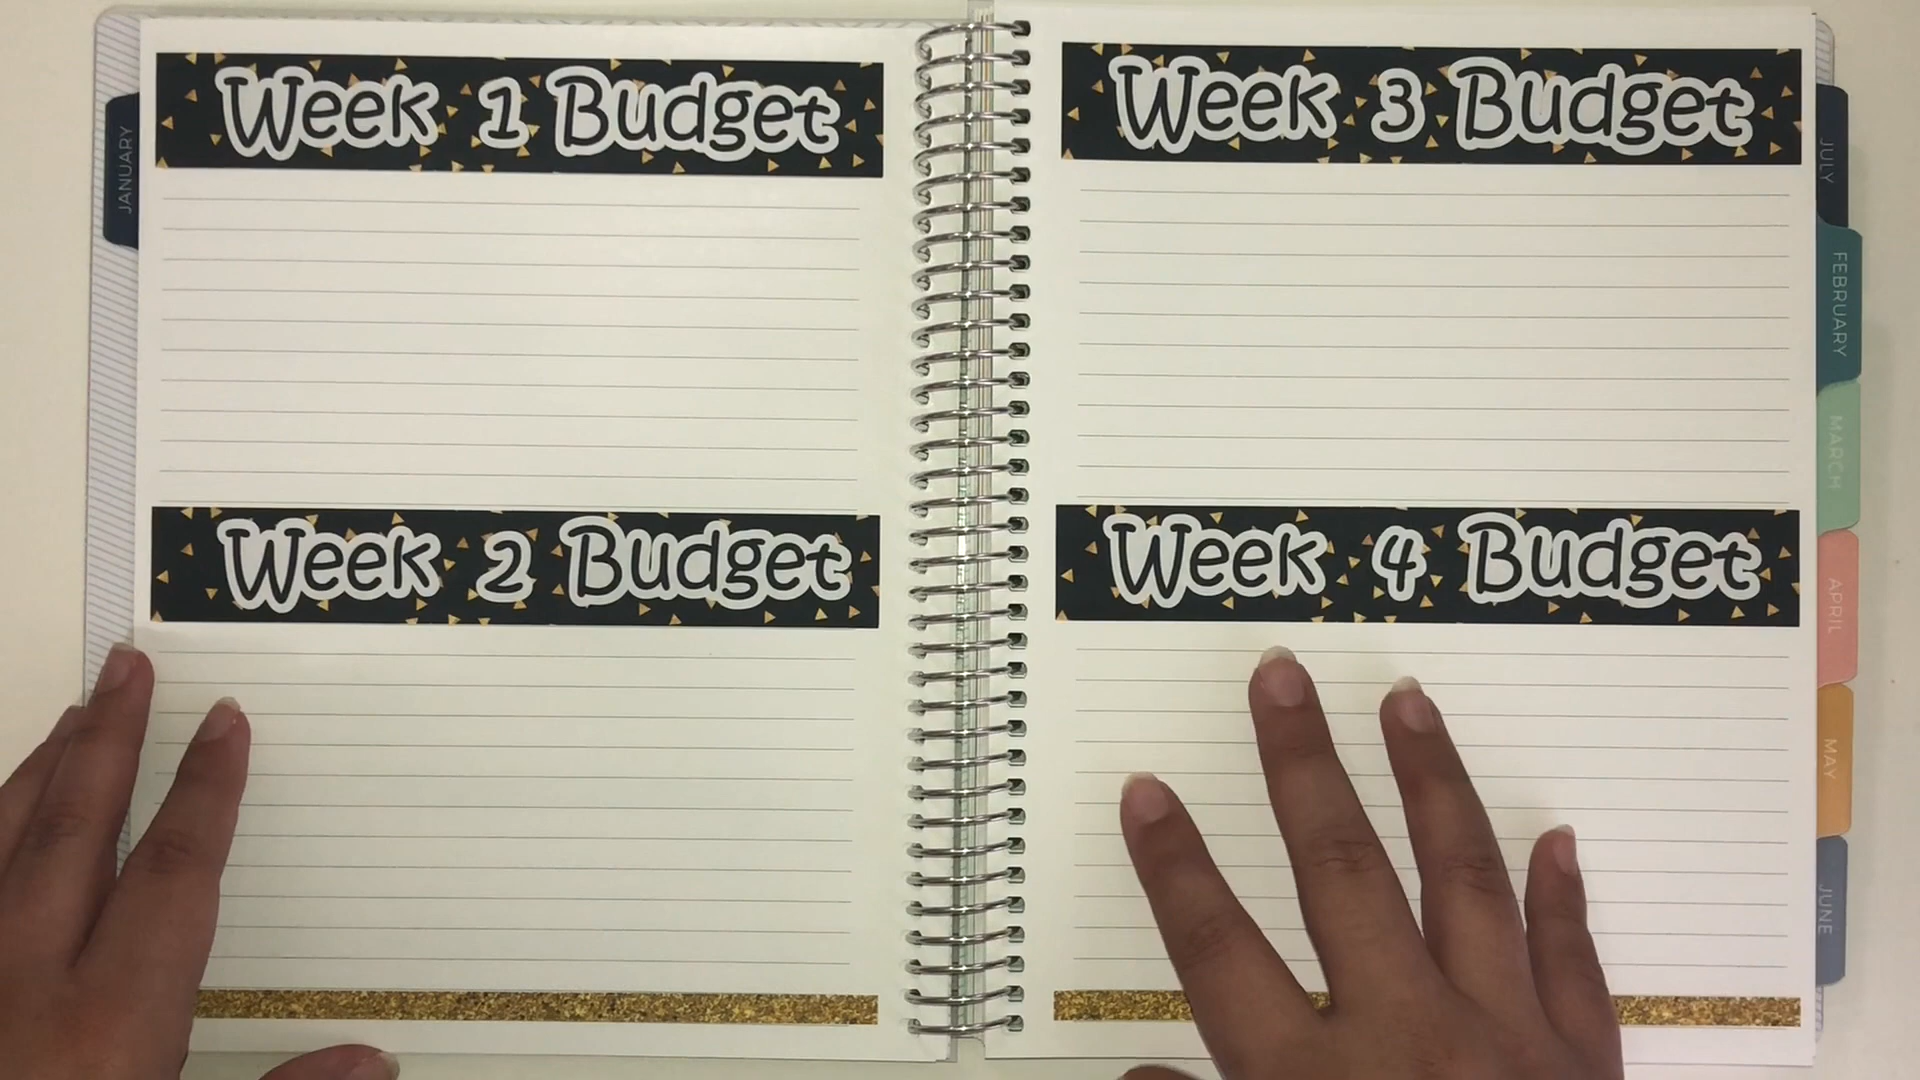 Week 1 Budget
Week 2 Budget
Week 3 Budget
Week 4 Budget
JANUARY
JULY
FEBRUARY
MARCH
APRIL
MAY
JUNE